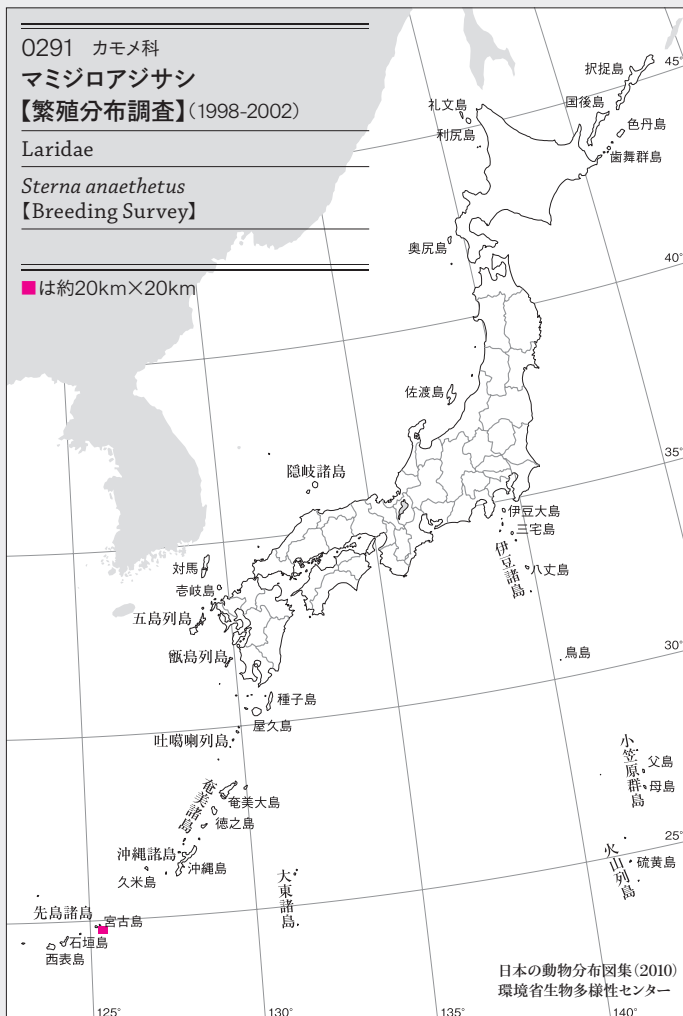 0291 カモメ科
マミジロアジサシ
【繁殖分布調査】(1998-2002)
Laridae
Sterna anaethetus
【Breeding Survey】
■は約20km×20km
45°
択捉島
国後島
礼文島
色丹島
利尻島
歯舞群島
奥尻島
40°
佐渡島
35°
隠岐諸島
伊豆大島
三宅島
伊豆諸島
八丈島
対馬
壱岐島
五島列島
甑島列島
鳥島
30°
種子島
屋久島
吐噶喇列島
小笠原群島
父島
母島
奄美諸島
奄美大島
徳之島
25°
沖縄諸島
沖縄島
久米島
火山列島
硫黄島
大東諸島
先島諸島
宮古島
石垣島
西表島
日本の動物分布図集(2010)
環境省生物多様性センター
125°
130°
135°
140°